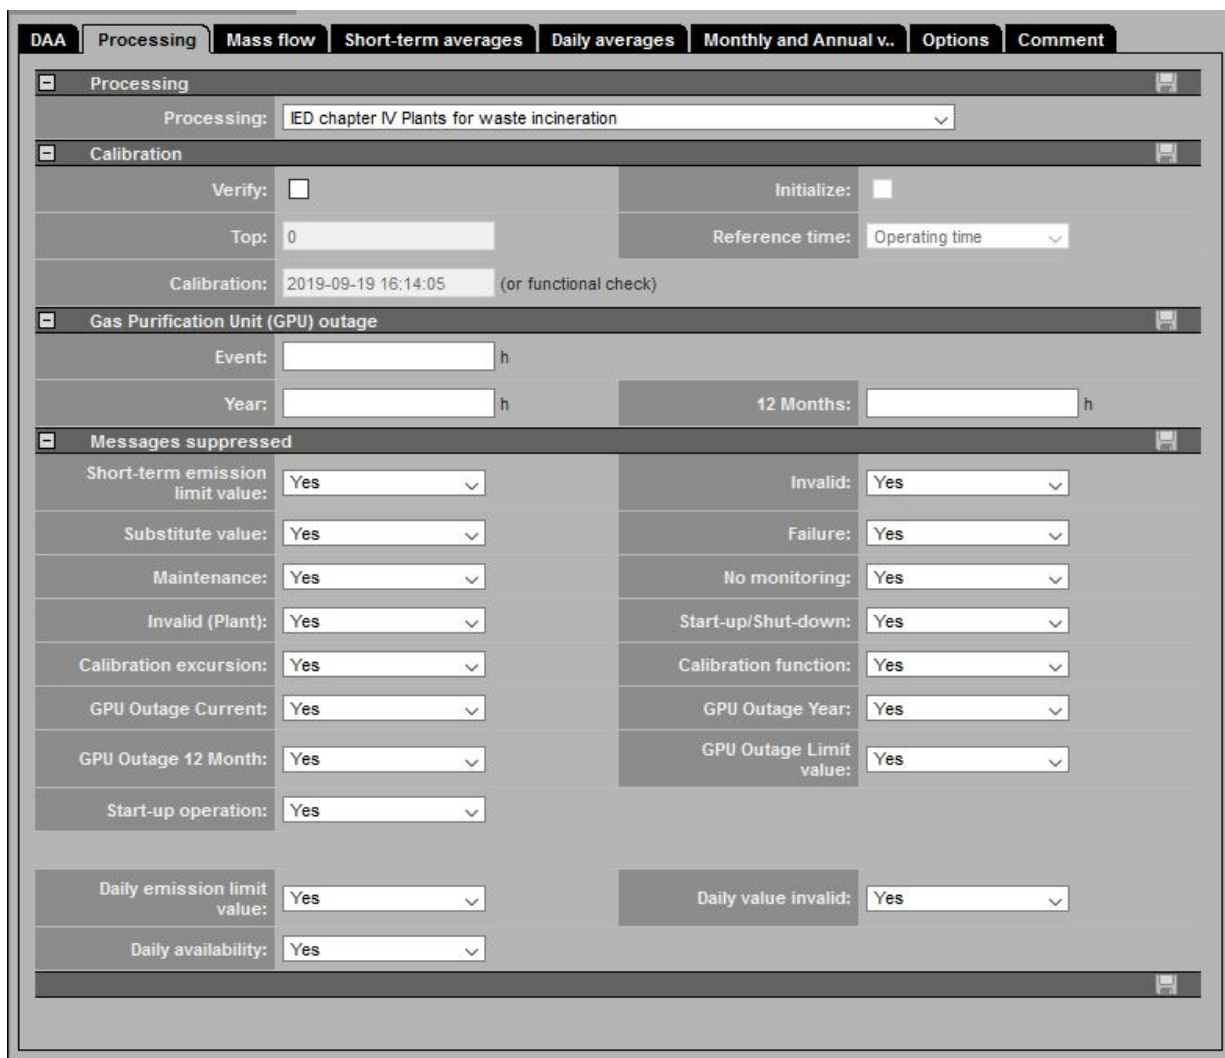 DAA Processing Mass flow Short-term averages Daily averages Monthly and Annual v.. Options Comment
Processing
Processing: IED chapter IV Plants for waste incineration
Calibration
Verify: Initialize:
Top: 0 Reference time: Operating time
Calibration: 2019-09-19 16:14:05 (or functional check)
Gas Purification Unit (GPU) outage
Event: h
Year: h 12 Months: h
Messages suppressed
Short-term emission
limit value: Yes Invalid: Yes
Substitute value: Yes Failure: Yes
Maintenance: Yes No monitoring: Yes
Invalid (Plant): Yes Start-up/Shut-down: Yes
Calibration excursion: Yes Calibration function: Yes
GPU Outage Current: Yes GPU Outage Year: Yes
GPU Outage 12 Month: Yes GPU Outage Limit
value: Yes
Start-up operation: Yes
Daily emission limit
value: Yes Daily value invalid: Yes
Daily availability: Yes